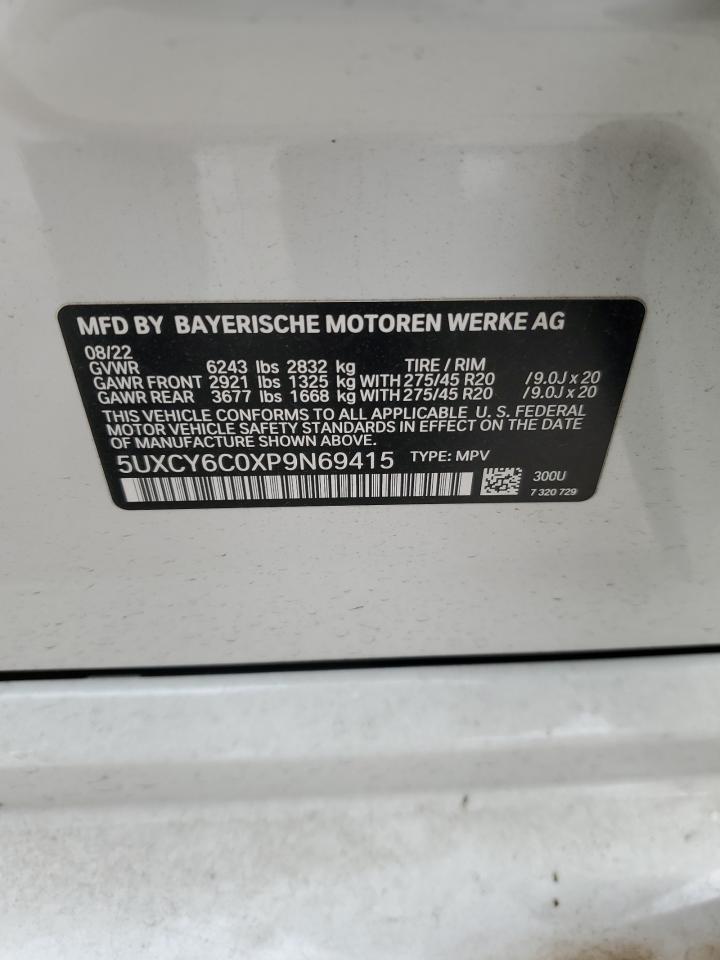 MFD BY BAYERISCHE MOTOREN WERKE AG
08/22
GVWR 6243 lbs 2832 kg TIRE / RIM
GAWR FRONT 2921 lbs 1325 kg WITH 275/45 R20 /9.0J x 20
GAWR REAR 3677 lbs 1668 kg WITH 275/45 R20 /9.0J x 20
THIS VEHICLE CONFORMS TO ALL APPLICABLE U. S. FEDERAL
MOTOR VEHICLE SAFETY STANDARDS IN EFFECT ON THE DATE
OF MANUFACTURE SHOWN ABOVE.
5UXCY6C0XP9N69415 TYPE: MPV
300U
7 320 729